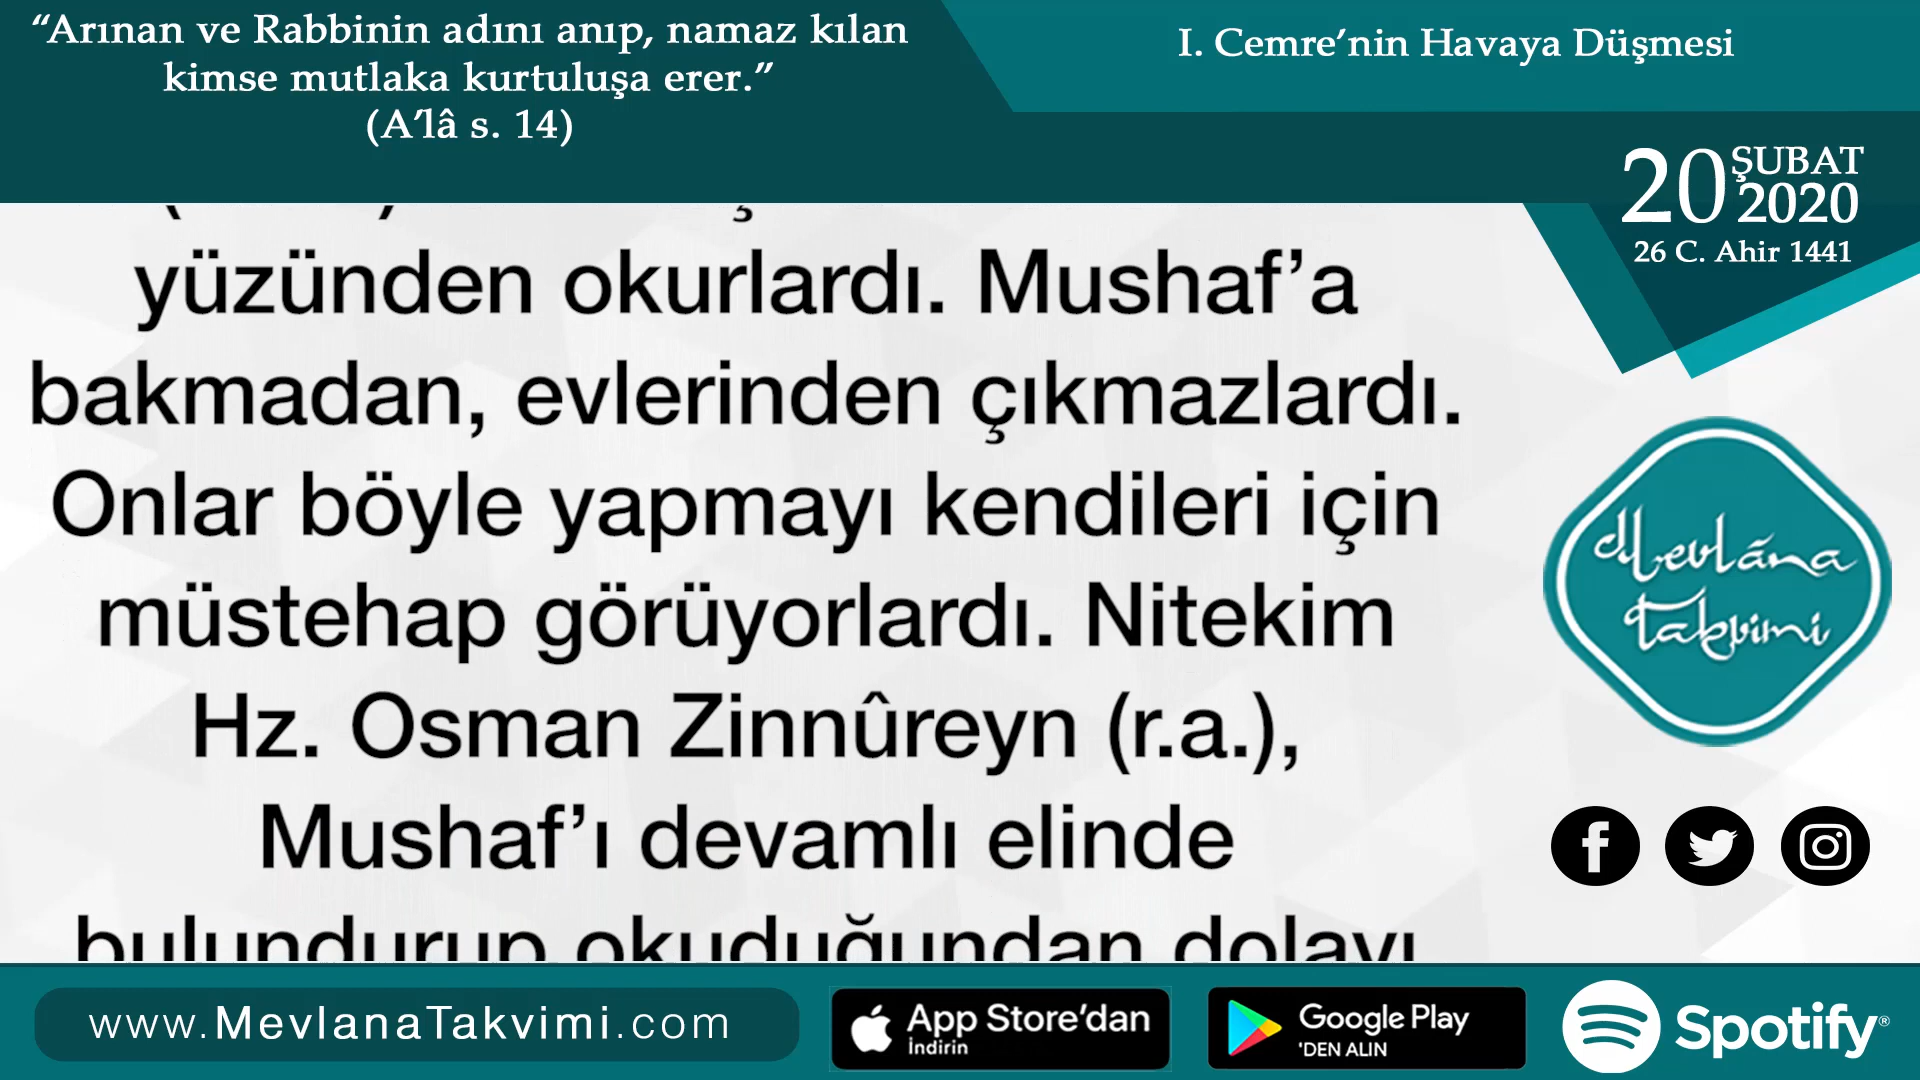 “Arınan ve Rabbinin adını anıp, namaz kılan
kimse mutlaka kurtuluşa erer.”
(A’lâ s. 14)
I. Cemre’nin Havaya Düşmesi
20 ŞUBAT
2020
26 C. Ahir 1441
yüzünden okurlardı. Mushaf’a
bakmadan, evlerinden çıkmazlardı.
Onlar böyle yapmayı kendileri için
müstehap görüyorlardı. Nitekim
Hz. Osman Zinnûreyn (r.a.),
Mushaf’ı devamlı elinde
bulundurup okuduğundan dolayı
Mevlâna
takvimi
www.MevlanaTakvimi.com
App Store’dan
İndirin
Google Play
'DEN ALIN
Spotify®